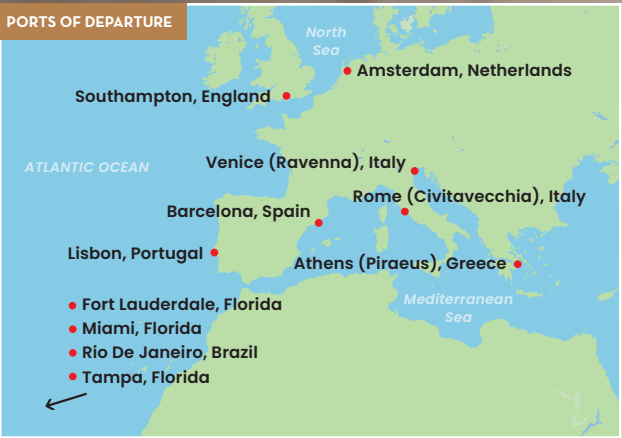 PORTS OF DEPARTURE
North
Sea
Amsterdam, Netherlands
Southampton, England
ATLANTIC OCEAN
Venice (Ravenna), Italy
Rome (Civitavecchia), Italy
Barcelona, Spain
Lisbon, Portugal
Athens (Piraeus), Greece
Mediterranean
Sea
Fort Lauderdale, Florida
Miami, Florida
Rio De Janeiro, Brazil
Tampa, Florida